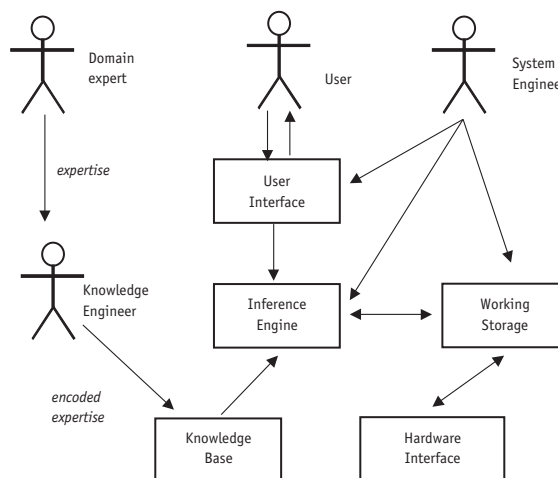 Domain
expert
User
System
Engineer
expertise
User
Interface
Knowledge
Engineer
Inference
Engine
Working
Storage
encoded
expertise
Knowledge
Base
Hardware
Interface